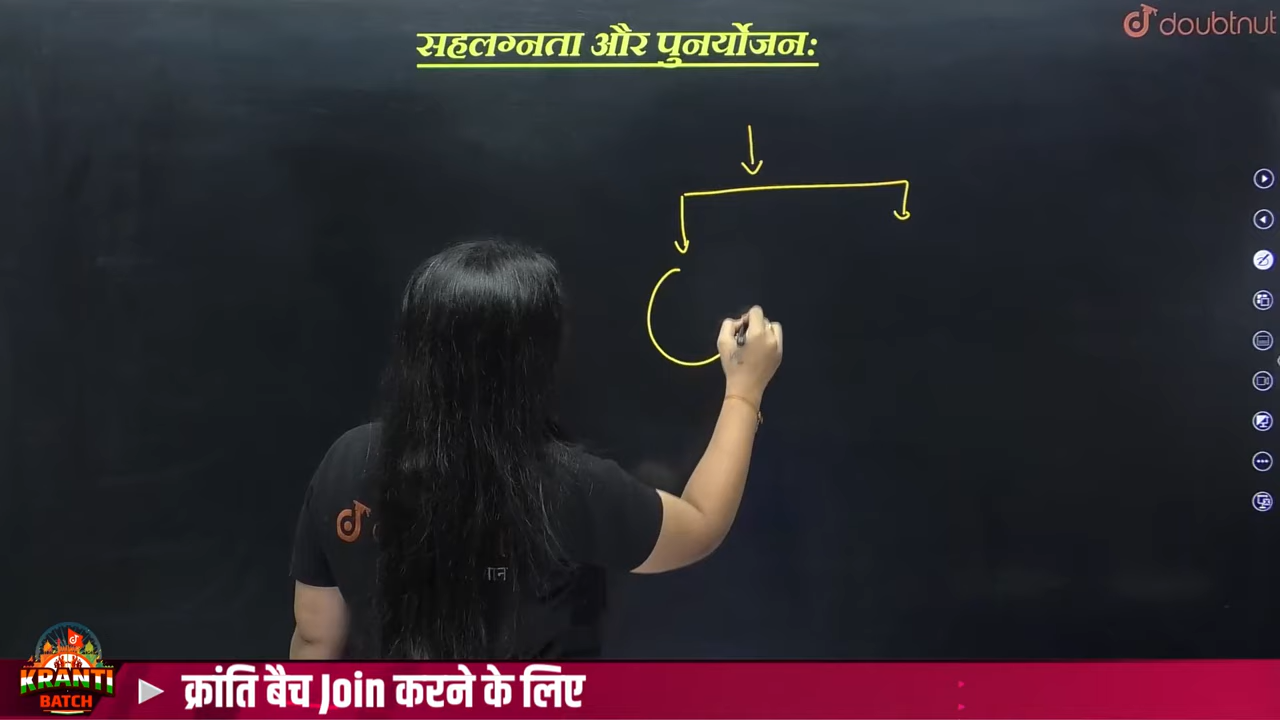 doubtnut
सहलग्नता और पुनर्योजन:
KRANTI
BATCH
क्रांति बैच Join करने के लिए